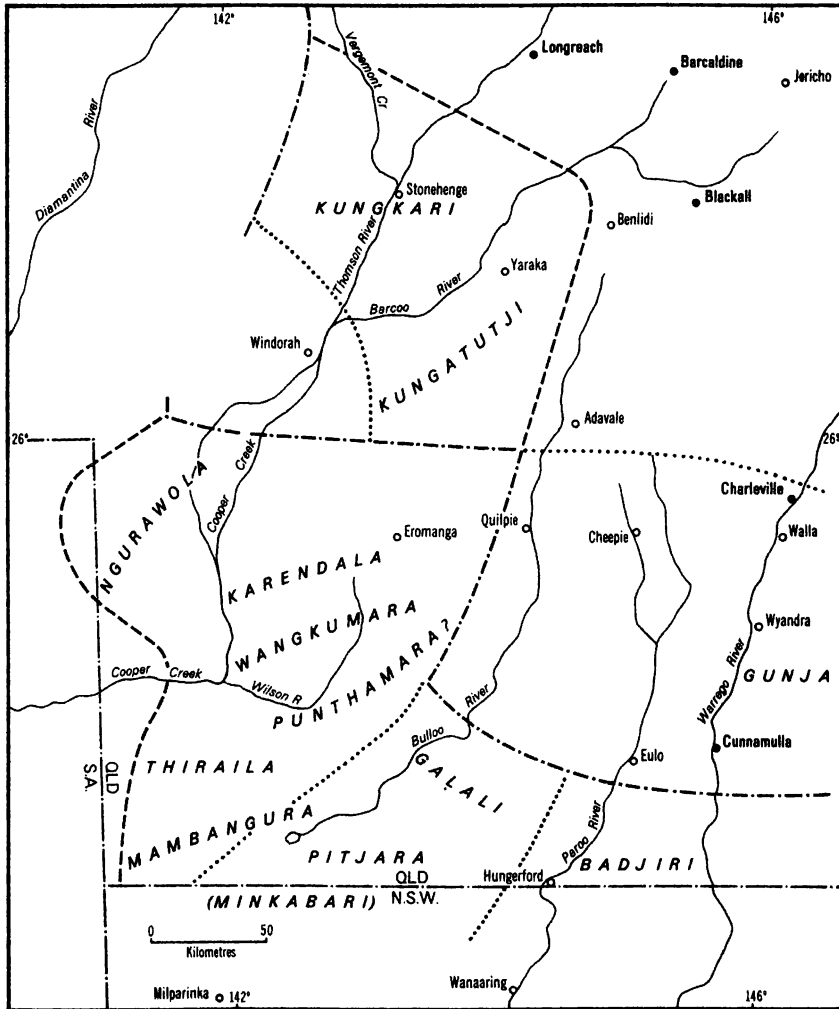 142°
146°
Vergemont Cr
Longreach
Barcaldine
Jericho
Diamantina River
Stonehenge
KUNGKARI
Blackall
Benlidi
Thomson River
Yaraka
Barcoo River
Windorah
KUNGATUTJI
Adavale
26°
26°
Cooper Creek
NGURAWOLA
Charleville
Quilpie
Cheepie
Walla
Eromanga
KARENDALA
WANGKUMARA
Wyandra
PUNTHAMARA?
Warrego River
GUNJA
Cooper Creek
Wilson R
Bulloo River
Cunnamulla
Eulo
S.A.
QLD
THIRAILA
GALALI
MAMBANGURA
Paroo River
PITJARA
BADJIRI
Hungerford
QLD
N.S.W.
(MINKABARI)
0 50
Kilometres
Wanaaring
Milparinka
142°
146°